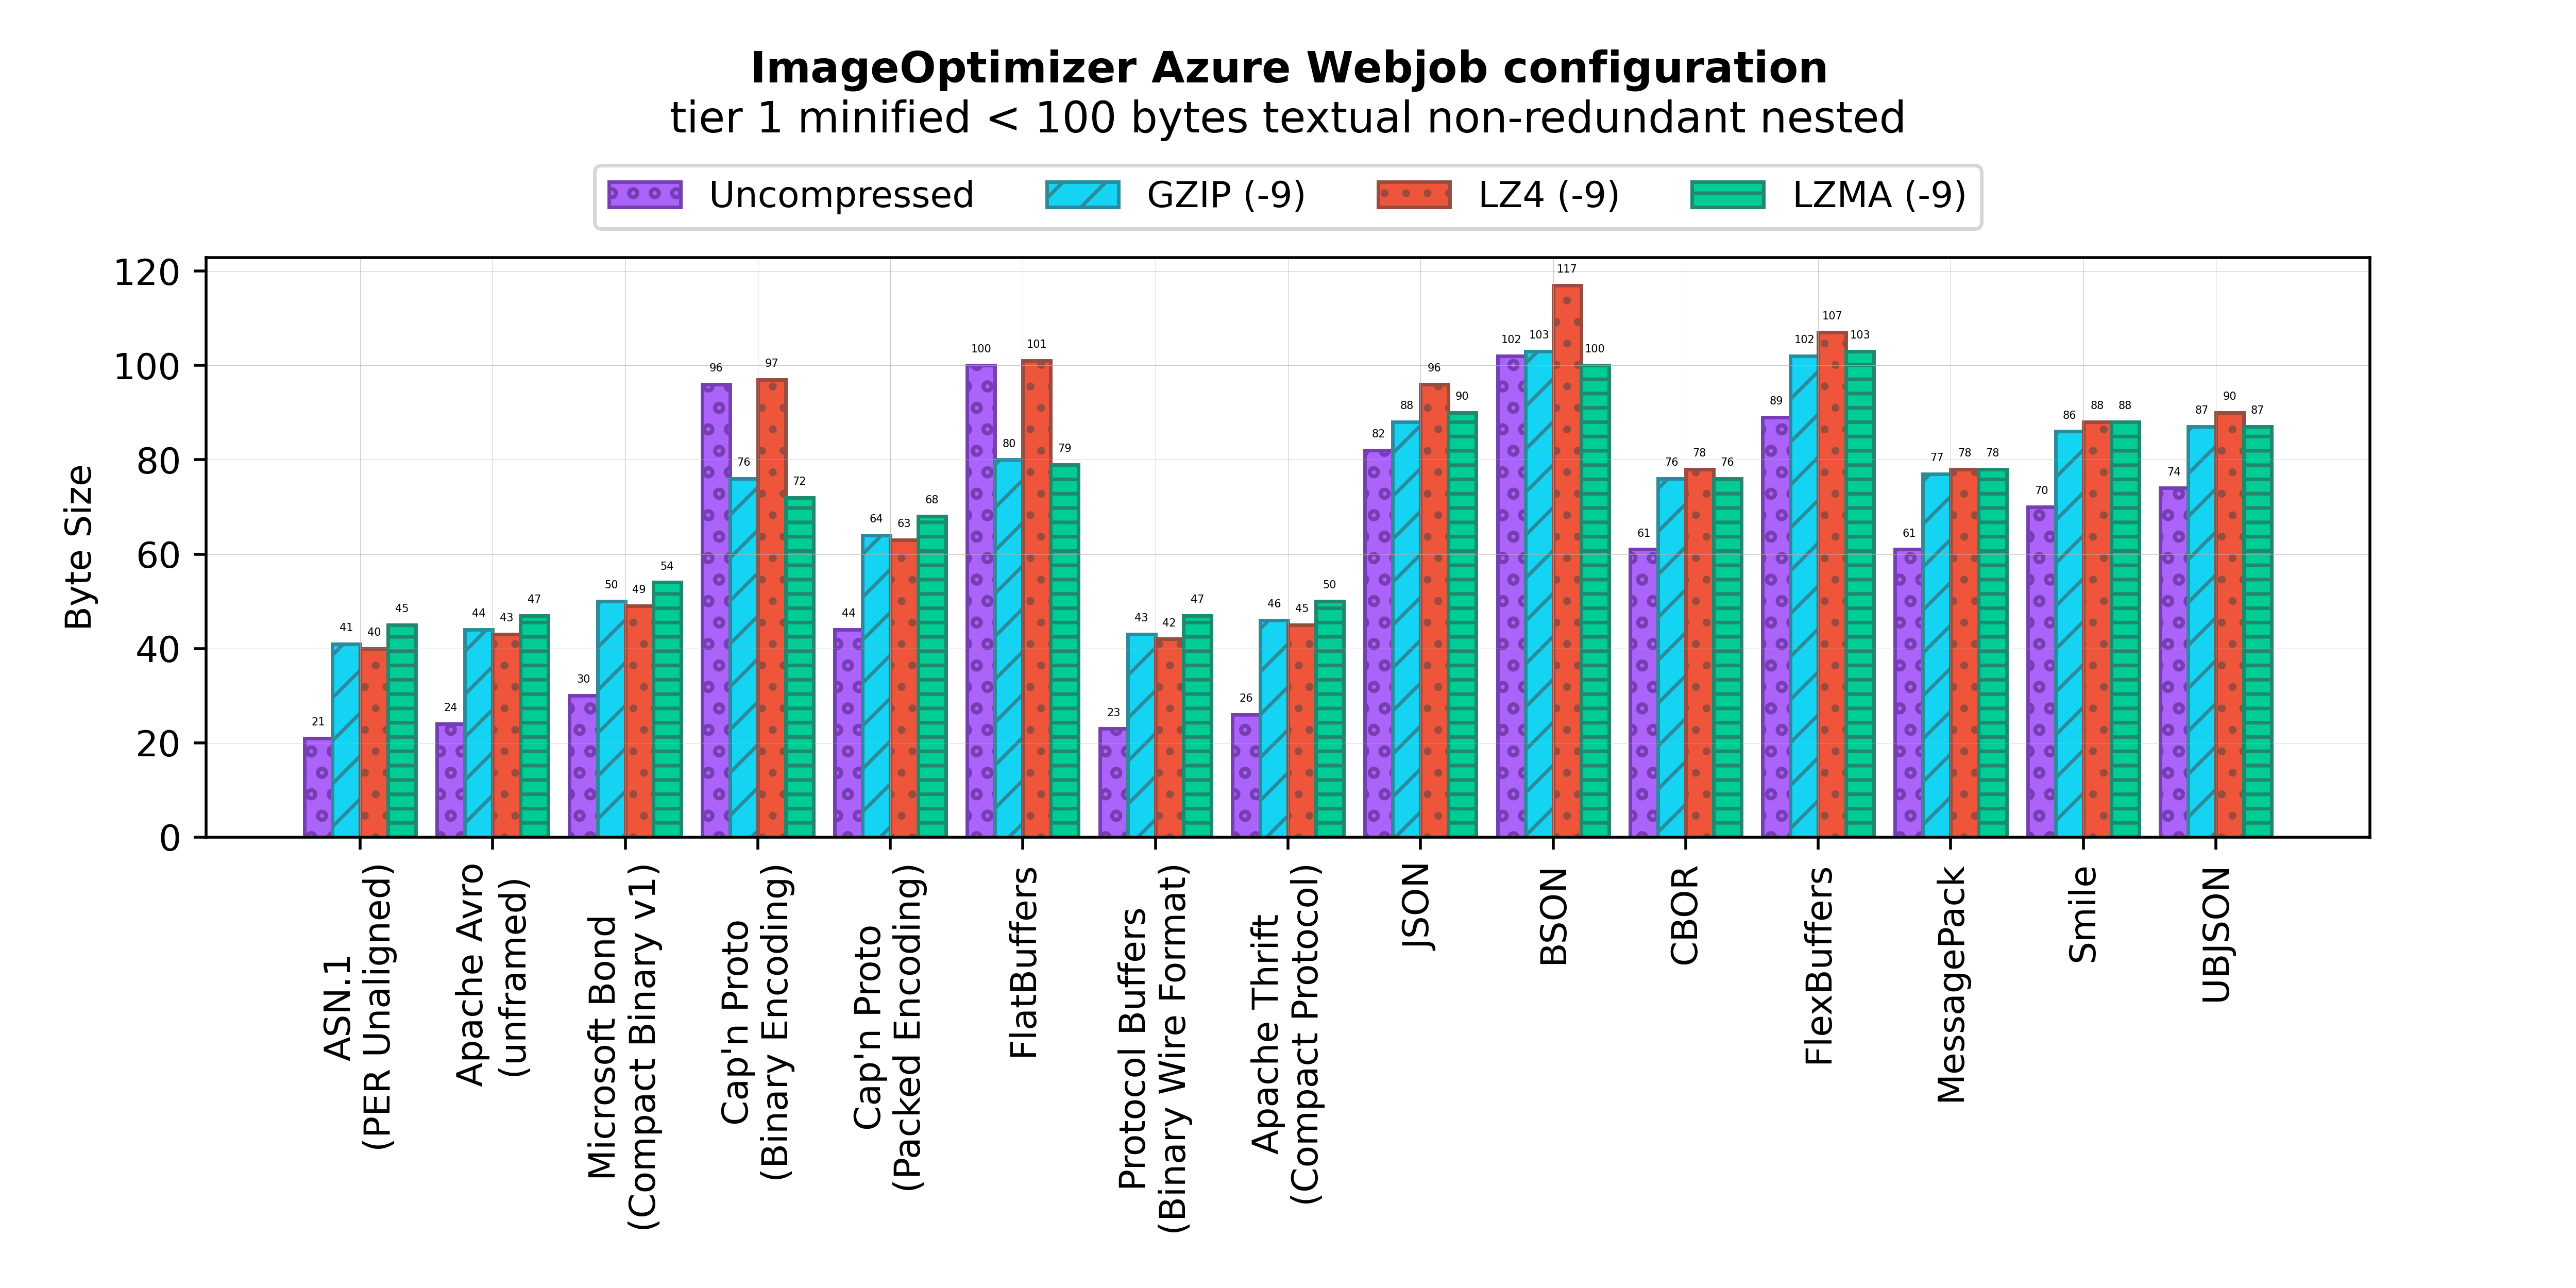 ImageOptimizer Azure Webjob configuration
tier 1 minified < 100 bytes textual non-redundant nested
Uncompressed
GZIP (-9)
LZ4 (-9)
LZMA (-9)
Byte Size
120
100
80
60
40
20
0
21
41
40
45
24
44
43
47
30
50
49
54
96
76
97
72
44
64
63
68
100
80
101
79
23
43
42
47
26
46
45
50
82
88
96
90
102
103
117
100
61
76
78
76
89
102
107
103
61
77
78
78
70
86
88
88
74
87
90
87
ASN.1
(PER Unaligned)
Apache Avro
(unframed)
Microsoft Bond
(Compact Binary v1)
Cap'n Proto
(Binary Encoding)
Cap'n Proto
(Packed Encoding)
FlatBuffers
Protocol Buffers
(Binary Wire Format)
Apache Thrift
(Compact Protocol)
JSON
BSON
CBOR
FlexBuffers
MessagePack
Smile
UBJSON